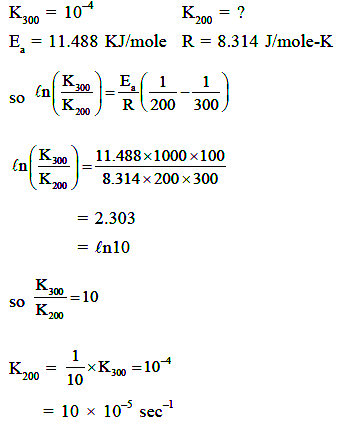 K₃₀₀ = 10⁻⁴ K₂₀₀ = ?
Eₐ = 11.488 KJ/mole R = 8.314 J/mole-K
so ℓn(K₃₀₀/K₂₀₀) = Eₐ/R (1/200 − 1/300)
ℓn(K₃₀₀/K₂₀₀) = 11.488×1000×100/8.314×200×300
= 2.303
= ℓn10
so K₃₀₀/K₂₀₀ = 10
K₂₀₀ = 1/10 × K₃₀₀ = 10⁻⁴
= 10 × 10⁻⁵ sec⁻¹